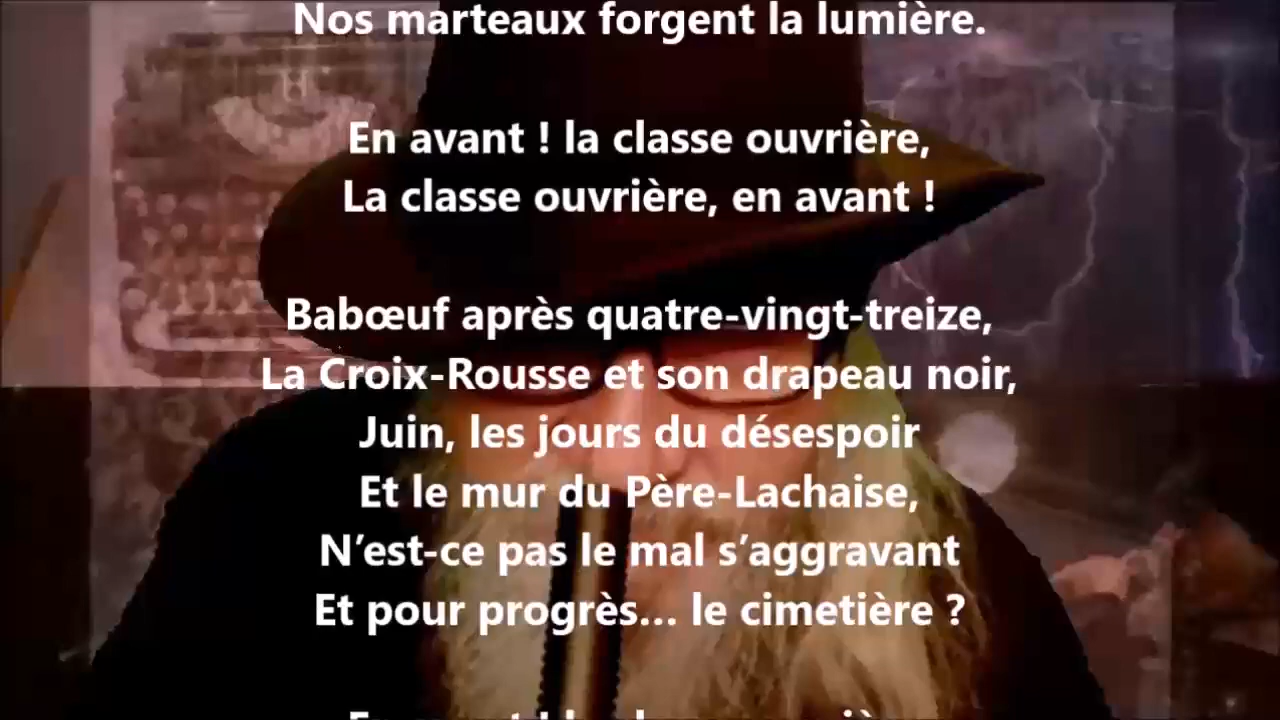 Nos marteaux forgent la lumière.
En avant ! la classe ouvrière,
La classe ouvrière, en avant !
Babœuf après quatre-vingt-treize,
La Croix-Rousse et son drapeau noir,
Juin, les jours du désespoir
Et le mur du Père-Lachaise,
N’est-ce pas le mal s’aggravant
Et pour progrès... le cimetière ?